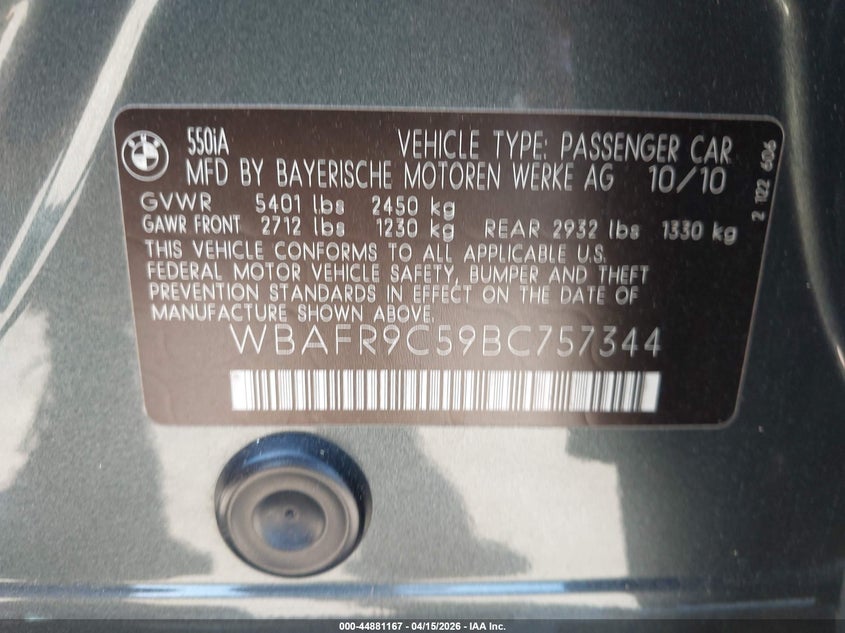 BMW
550iA
VEHICLE TYPE: PASSENGER CAR
MFD BY BAYERISCHE MOTOREN WERKE AG 10/10
GVWR 5401 lbs 2450 kg
GAWR FRONT 2712 lbs 1230 kg REAR 2932 lbs 1330 kg
THIS VEHICLE CONFORMS TO ALL APPLICABLE U.S.
FEDERAL MOTOR VEHICLE SAFETY, BUMPER AND THEFT
PREVENTION STANDARDS IN EFFECT ON THE DATE OF
MANUFACTURE SHOWN ABOVE.
WBAFR9C59BC757344
2 122 606
000-44881167 - 04/15/2026 - IAA Inc.